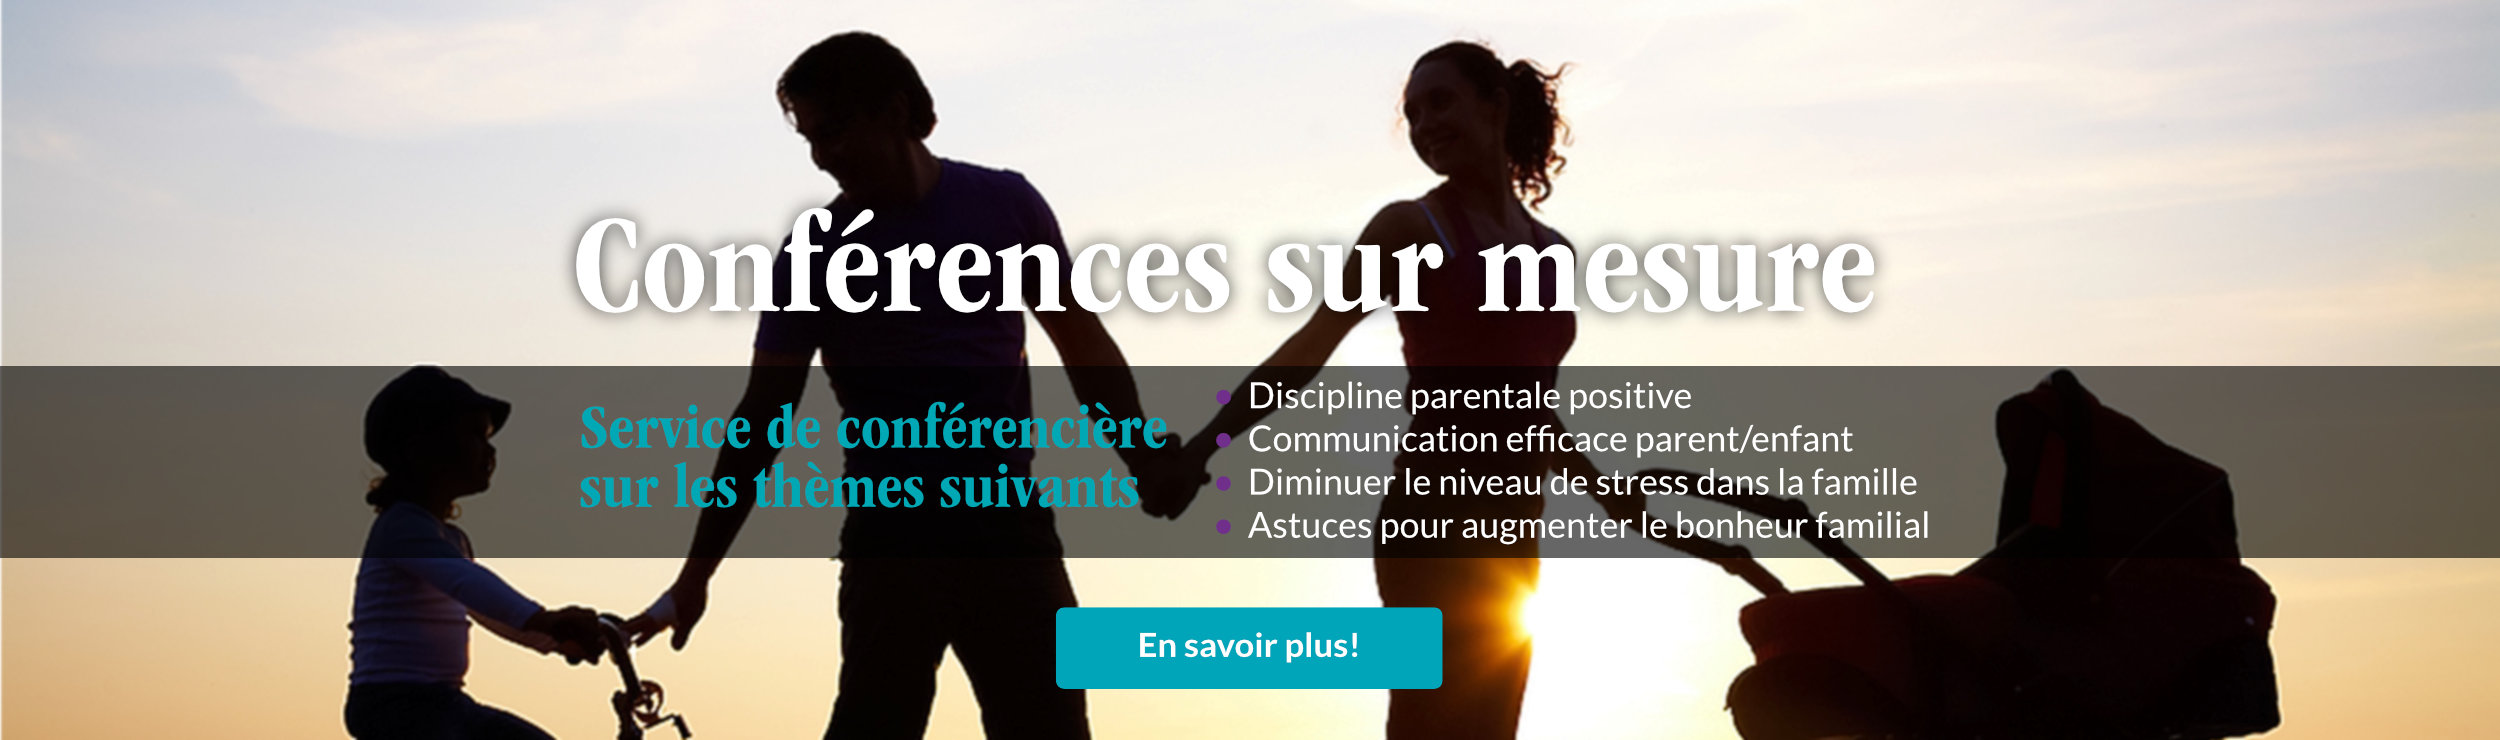 Conférences sur mesure
Service de conférencière
sur les thèmes suivants
Discipline parentale positive
Communication efficace parent/enfant
Diminuer le niveau de stress dans la famille
Astuces pour augmenter le bonheur familial
En savoir plus!